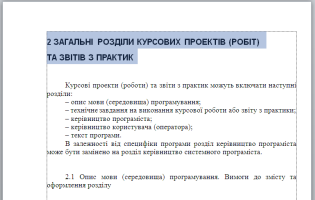 2 ЗАГАЛЬНІ РОЗДІЛИ КУРСОВИХ ПРОЕКТІВ (РОБІТ)
ТА ЗВІТІВ З ПРАКТИК
Курсові проекти (роботи) та звіти з практик можуть включати наступні
розділи:
– опис мови (середовища) програмування;
– технічне завдання на виконання курсової роботи або звіту з практики;
– керівництво програміста;
– керівництво користувача (оператора);
– текст програми.
В залежності від специфіки програми розділ керівництво програміста
може бути замінено на розділ керівництво системного програміста.
2.1 Опис мови (середовища) програмування. Вимоги до змісту та
оформлення розділу